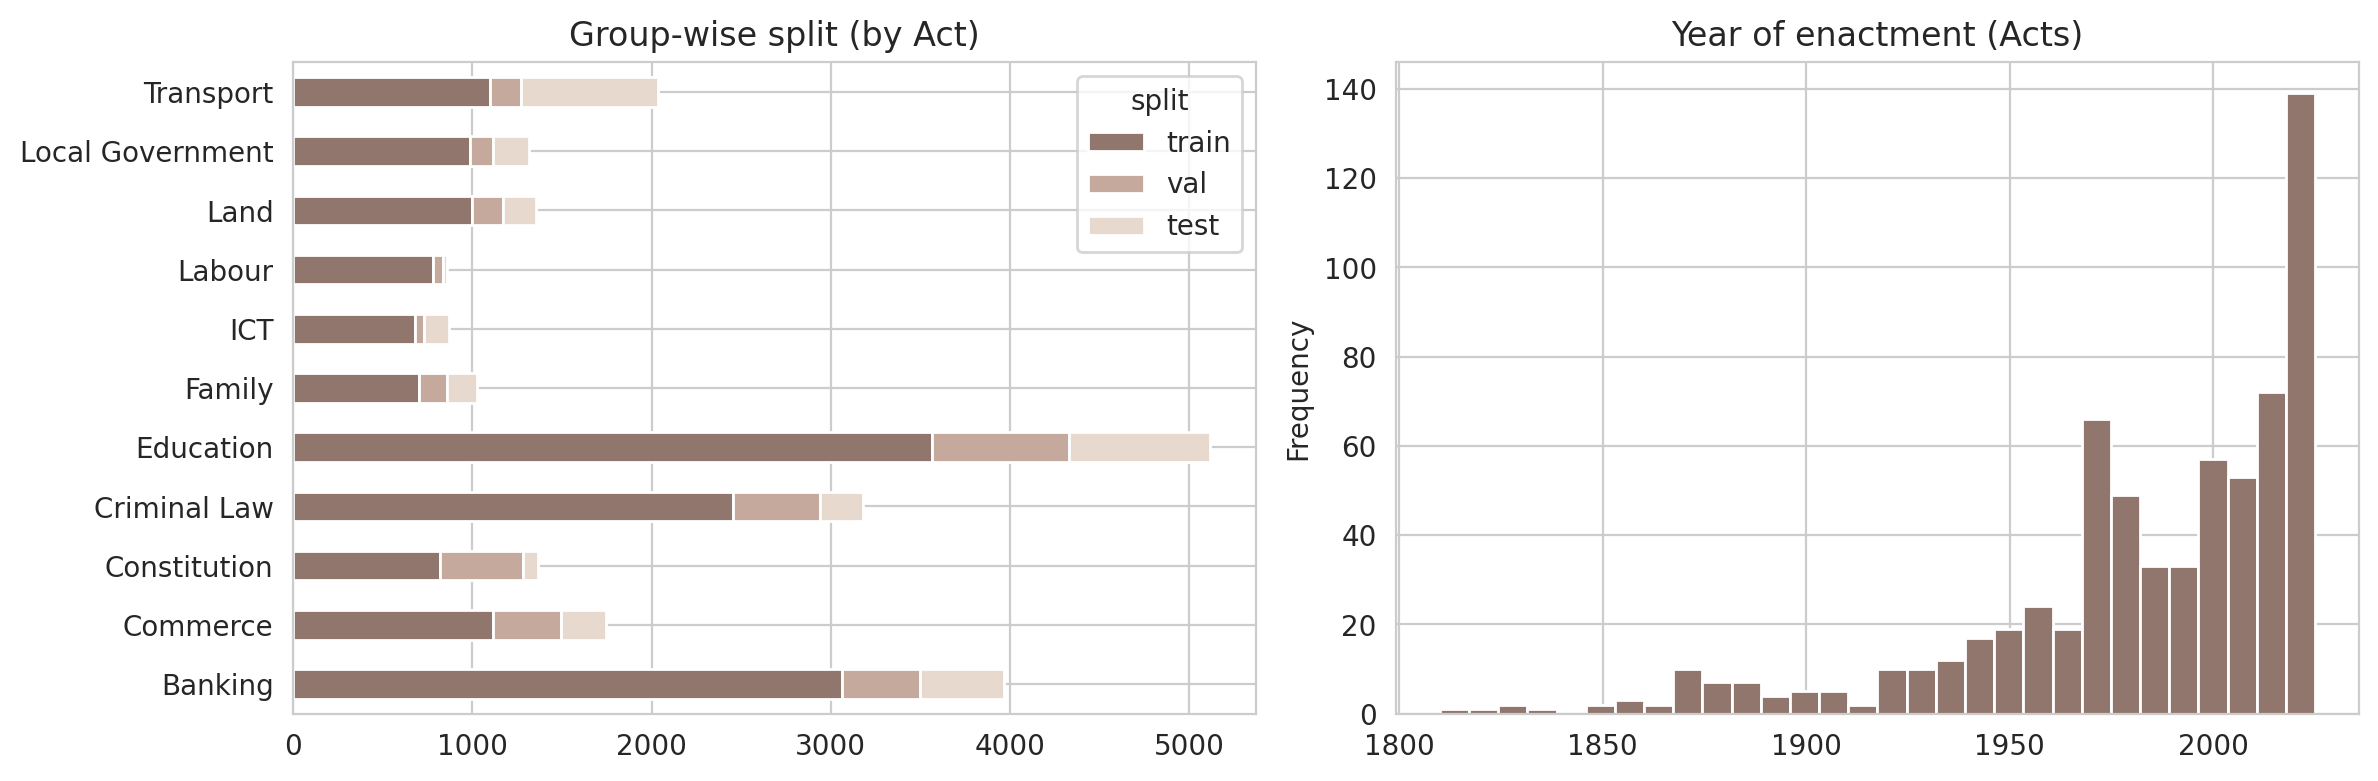 Group-wise split (by Act)
Transport
Local Government
Land
Labour
ICT
Family
Education
Criminal Law
Constitution
Commerce
Banking
0 1000 2000 3000 4000 5000
split
train
val
test
Year of enactment (Acts)
Frequency
140
120
100
80
60
40
20
0
1800 1850 1900 1950 2000